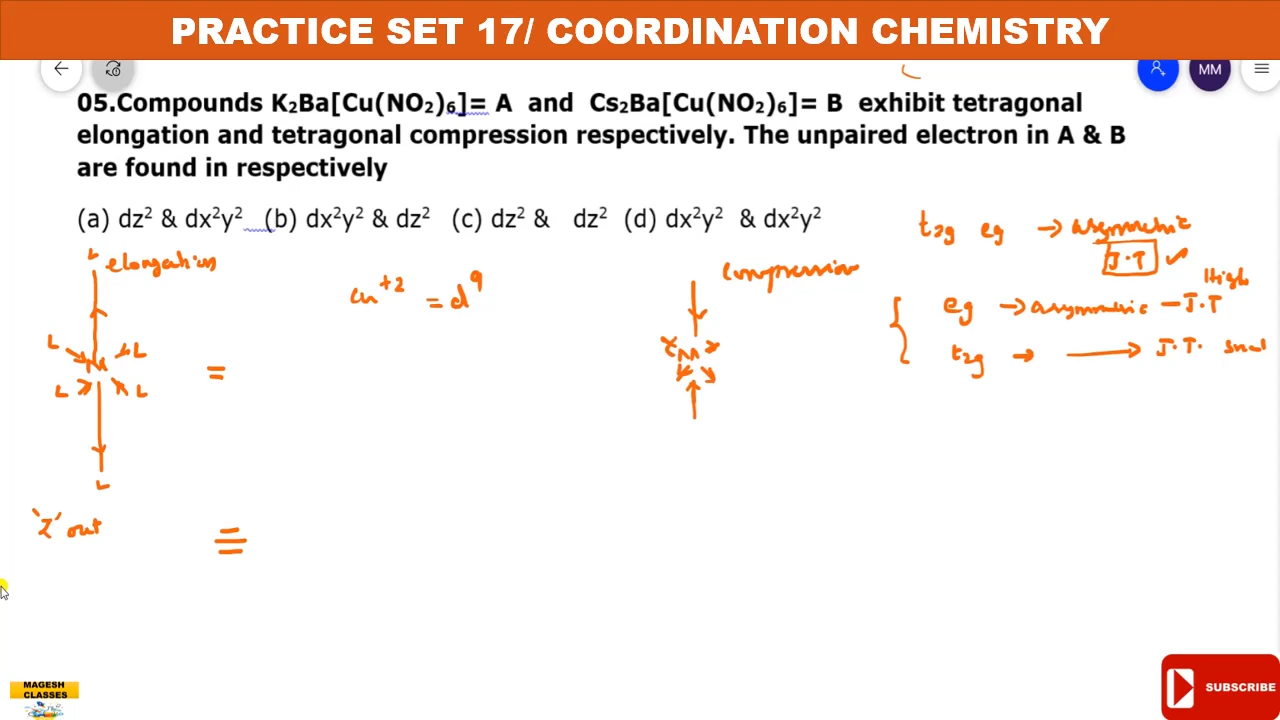 PRACTICE SET 17/ COORDINATION CHEMISTRY
MM
05.Compounds K₂Ba[Cu(NO₂)₆]= A and Cs₂Ba[Cu(NO₂)₆]= B exhibit tetragonal
elongation and tetragonal compression respectively. The unpaired electron in A & B
are found in respectively
(a) dz² & dx²y² (b) dx²y² & dz² (c) dz² & dz² (d) dx²y² & dx²y²
t₂g eg → asymmetric
J.T ✓
High
eg → asymmetric – J.T
t₂g → → J.T.
L elongation
Cu⁺² = d⁹
compression
L L
L L
=
M
L
'Z' out
≡
MAGESH
CLASSES
SUBSCRIBE